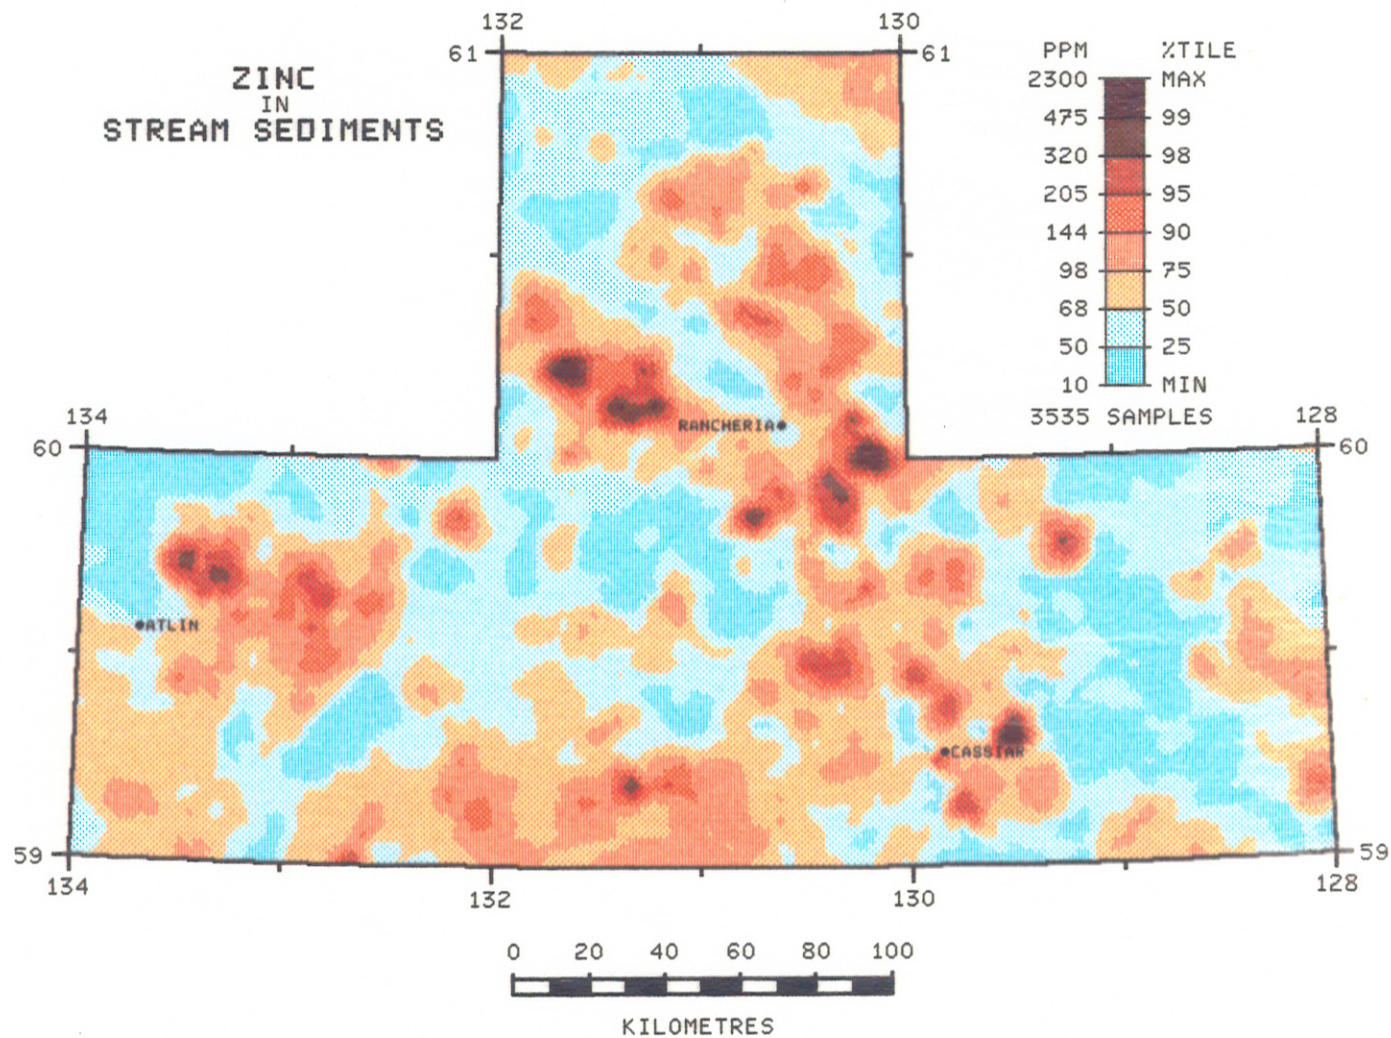 132 130
61 61
ZINC
IN
STREAM SEDIMENTS
PPM %TILE
2300 MAX
475 99
320 98
205 95
144 90
98 75
68 50
50 25
10 MIN
3535 SAMPLES
134 128
60 60
RANCHERIA
ATLIN
CASSIAR
59 59
134 132 130 128
0 20 40 60 80 100
KILOMETRES